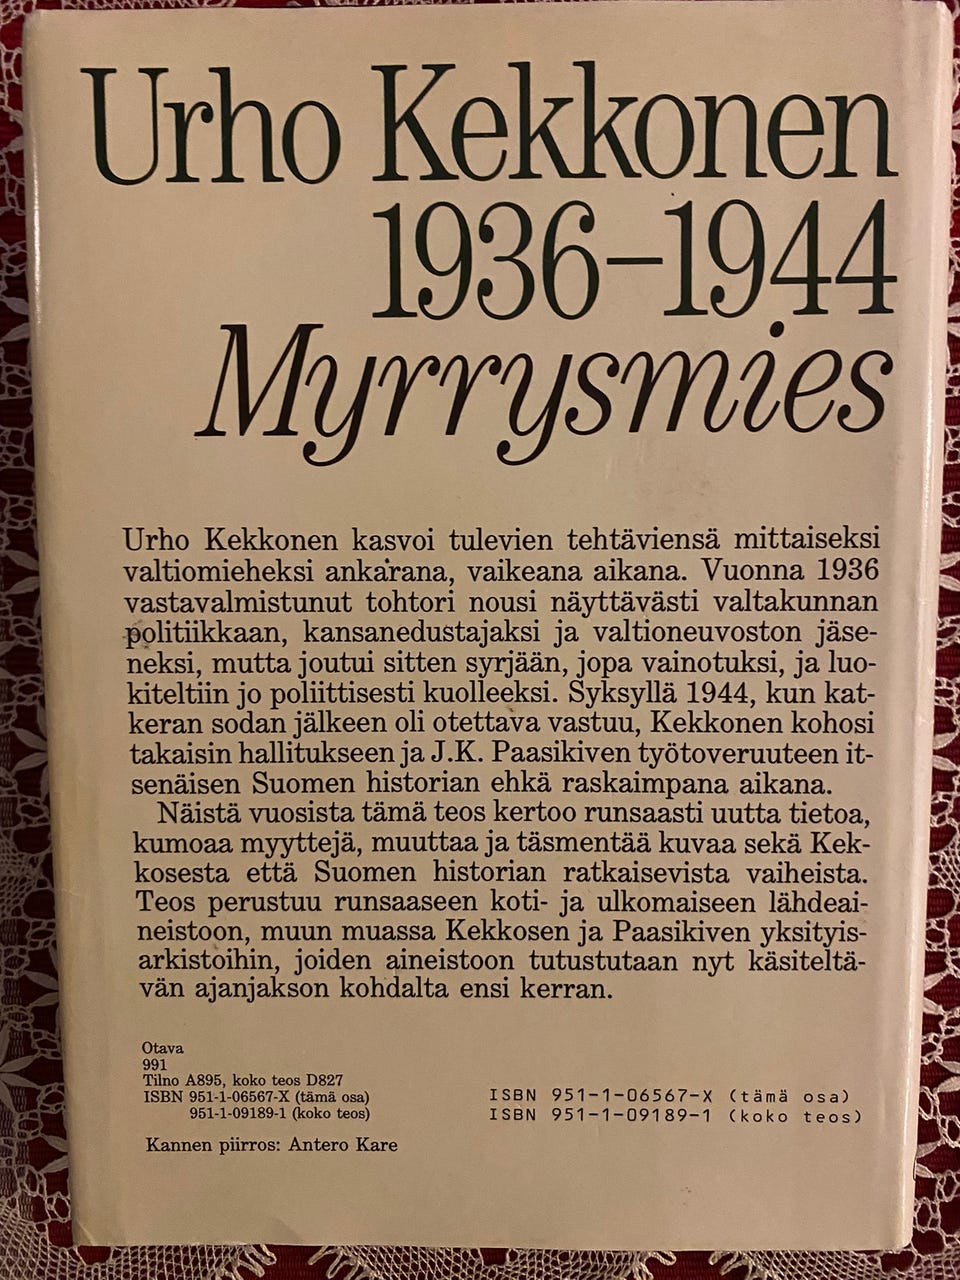 Urho Kekkonen
1936–1944
Myrrysmies
Urho Kekkonen kasvoi tulevien tehtäviensä mittaiseksi
valtiomieheksi ankarana, vaikeana aikana. Vuonna 1936
vastavalmistunut tohtori nousi näyttävästi valtakunnan
politiikkaan, kansanedustajaksi ja valtioneuvoston jäse-
neksi, mutta joutui sitten syrjään, jopa vainotuksi, ja luo-
kiteltiin jo poliittisesti kuolleeksi. Syksyllä 1944, kun kat-
keran sodan jälkeen oli otettava vastuu, Kekkonen kohosi
takaisin hallitukseen ja J.K. Paasikiven työtoveruuteen it-
senäisen Suomen historian ehkä raskaimpana aikana.
Näistä vuosista tämä teos kertoo runsaasti uutta tietoa,
kumoaa myyttejä, muuttaa ja täsmentää kuvaa sekä Kek-
kosesta että Suomen historian ratkaisevista vaiheista.
Teos perustuu runsaaseen koti- ja ulkomaiseen lähdeai-
neistoon, muun muassa Kekkosen ja Paasikiven yksityis-
arkistoihin, joiden aineistoon tutustutaan nyt käsiteltä-
vän ajanjakson kohdalta ensi kerran.
Otava
991
Tilno A895, koko teos D827
ISBN 951-1-06567-X (tämä osa)
951-1-09189-1 (koko teos)
Kannen piirros: Antero Kare
ISBN 951-1-06567-X (tämä osa)
ISBN 951-1-09189-1 (koko teos)